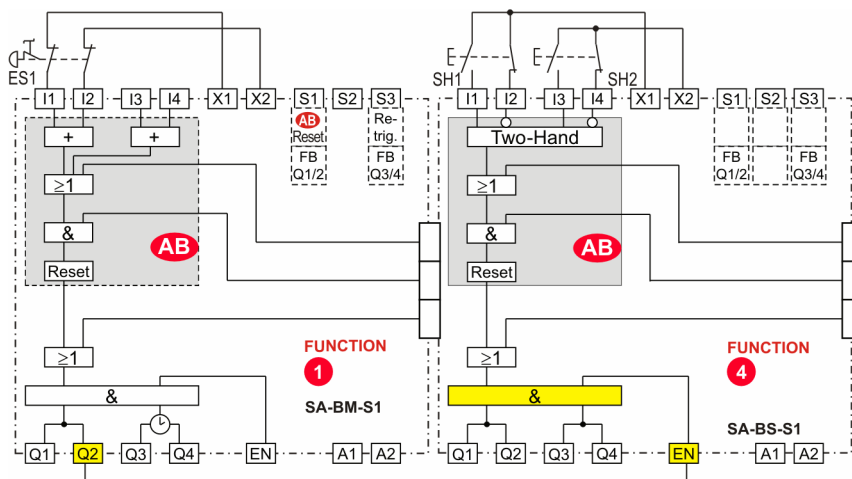 ES1
I1 I2 I3 I4 X1 X2 S1 S2 S3
AB
Reset
Re-
trig.
FB
Q1/2
FB
Q3/4
+ +
≥1
&
AB
Reset
≥1
FUNCTION
1
&
SA-BM-S1
Q1 Q2 Q3 Q4 EN A1 A2
SH1 SH2
I1 I2 I3 I4 X1 X2 S1 S2 S3
Two-Hand
FB
Q1/2
FB
Q3/4
≥1
&
AB
Reset
≥1
FUNCTION
4
&
SA-BS-S1
Q1 Q2 Q3 Q4 EN A1 A2